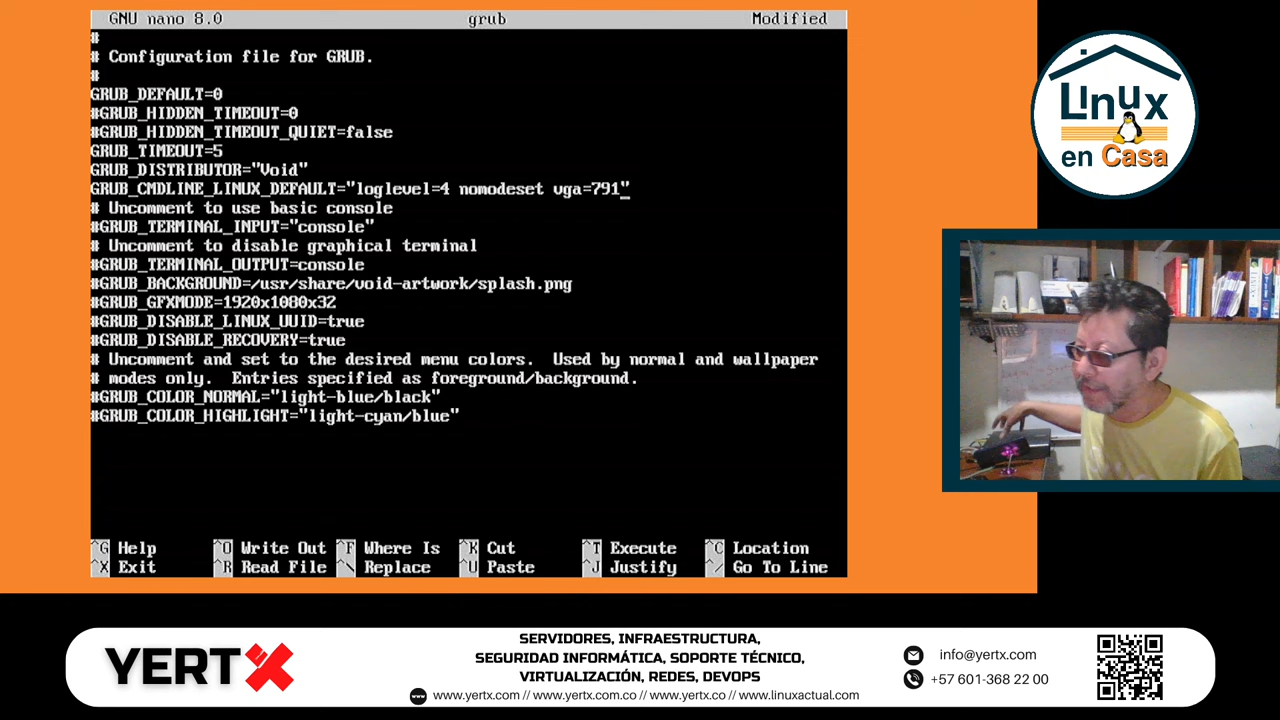 GNU nano 8.0 grub Modified
#
# Configuration file for GRUB.
#
GRUB_DEFAULT=0
#GRUB_HIDDEN_TIMEOUT=0
#GRUB_HIDDEN_TIMEOUT_QUIET=false
GRUB_TIMEOUT=5
GRUB_DISTRIBUTOR="Void"
GRUB_CMDLINE_LINUX_DEFAULT="loglevel=4 nomodeset vga=791"
# Uncomment to use basic console
#GRUB_TERMINAL_INPUT="console"
# Uncomment to disable graphical terminal
#GRUB_TERMINAL_OUTPUT=console
#GRUB_BACKGROUND=/usr/share/void-artwork/splash.png
#GRUB_GFXMODE=1920x1080x32
#GRUB_DISABLE_LINUX_UUID=true
#GRUB_DISABLE_RECOVERY=true
# Uncomment and set to the desired menu colors.  Used by normal and wallpaper
# modes only.  Entries specified as foreground/background.
#GRUB_COLOR_NORMAL="light-blue/black"
#GRUB_COLOR_HIGHLIGHT="light-cyan/blue"
^G Help ^O Write Out ^F Where Is ^K Cut ^T Execute ^C Location
^X Exit ^R Read File ^\ Replace ^U Paste ^J Justify ^/ Go To Line
Linux
en Casa
YERTX
SERVIDORES, INFRAESTRUCTURA,
SEGURIDAD INFORMÁTICA, SOPORTE TÉCNICO,
VIRTUALIZACIÓN, REDES, DEVOPS
www.yertx.com // www.yertx.com.co // www.yertx.co // www.linuxactual.com
info@yertx.com
+57 601-368 22 00